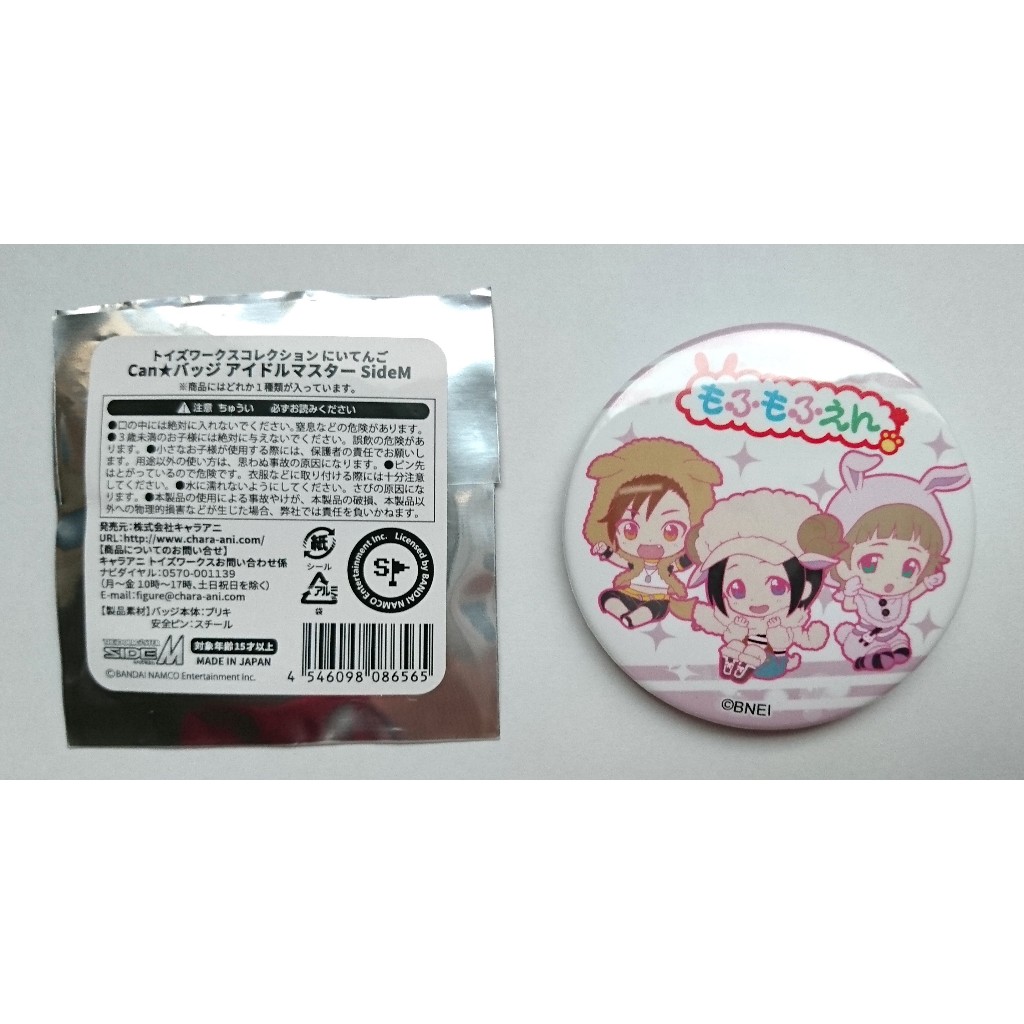 トイズワークスコレクション にいてんご
Can★バッジ アイドルマスター SideM
※商品にはどれか１種類が入っています。
注意 ちゅうい 必ずお読みください
●口の中には絶対に入れないでください。窒息などの危険があります。
●３歳未満のお子様には絶対に与えないでください。誤飲の危険があ
ります。●小さなお子様が使用する際には、保護者の責任でお願いし
ます。用途以外の使い方は、思わぬ事故の原因になります。●ピン先
はとがっているので危険です。衣服などに取り付ける際には十分注意
してください。●水に濡れないようにしてください。さびの原因にな
ります。●本製品の使用による事故やけが、本製品の破損、本製品以
外への物理的損害などが生じた場合、弊社では責任を負いかねます。
発売元：株式会社キャラアニ
URL:http://www.chara-ani.com/
【商品についてのお問い合せ】
キャラアニ トイズワークスお問い合わせ係
ナビダイヤル：0570-001139
（月～金 10時～17時、土日祝日を除く）
E-mail:figure@chara-ani.com
【製品素材】バッジ本体：ブリキ
安全ピン：スチール
紙
シール
アルミ
袋
Licensed by BANDAI NAMCO Entertainment Inc.
S
SIDEM
対象年齢15才以上
MADE IN JAPAN
©BANDAI NAMCO Entertainment Inc.
4 546098 086565
もふもふえん
©BNEI